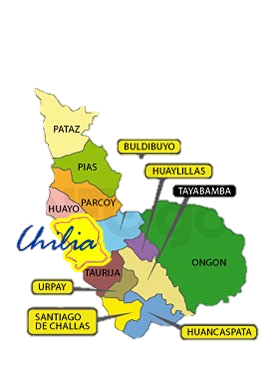 PATAZ
BULDIBUYO
PIAS
HUAYLILLAS
TAYABAMBA
PARCOY
HUAYO
Chilia
ONGON
TAURIJA
URPAY
SANTIAGO
DE CHALLAS
HUANCASPATA